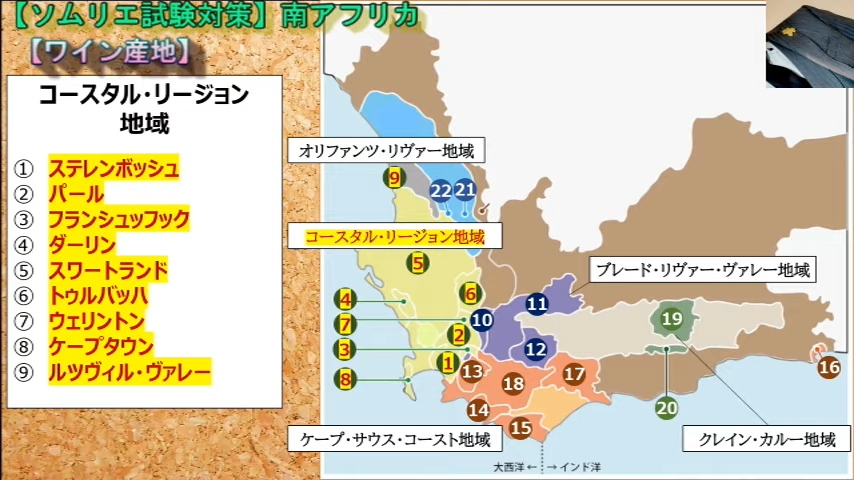 【ソムリエ試験対策】南アフリカ
【ワイン産地】
コースタル・リージョン
地域
① ステレンボッシュ
② パール
③ フランシュッフック
④ ダーリン
⑤ スワートランド
⑥ トゥルバッハ
⑦ ウェリントン
⑧ ケープタウン
⑨ ルツヴィル・ヴァレー
オリファンツ・リヴァー地域
9
22
21
コースタル・リージョン地域
5
ブレード・リヴァー・ヴァレー地域
4
6
11
7
10
19
2
3
12
1
13
16
8
18
17
14
20
15
ケープ・サウス・コースト地域
クレイン・カルー地域
大西洋 ← → インド洋